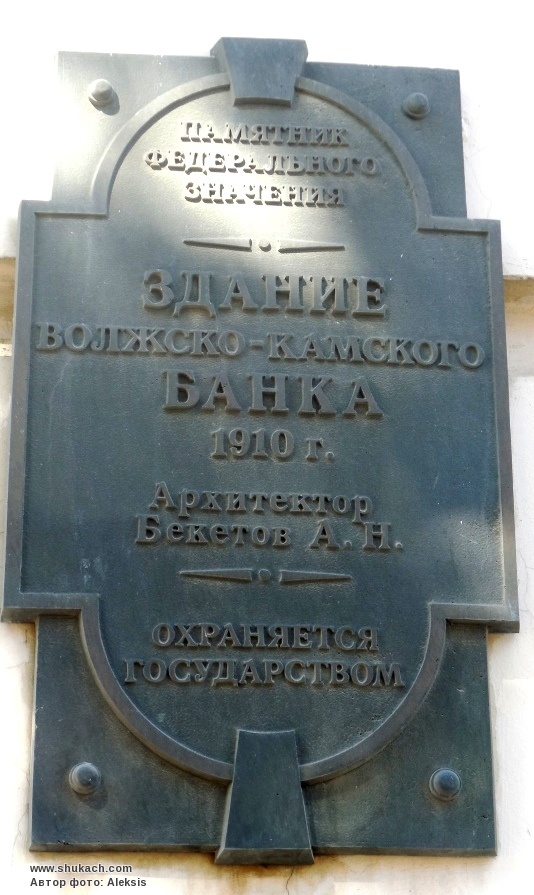 ПАМЯТНИК
ФЕДЕРАЛЬНОГО
ЗНАЧЕНИЯ
ЗДАНИЕ
ВОЛЖСКО-КАМСКОГО
БАНКА
1910 г.
Архитектор
Бекетов А. Н.
ОХРАНЯЕТСЯ
ГОСУДАРСТВОМ
www.shukach.com
Автор фото: Aleksis